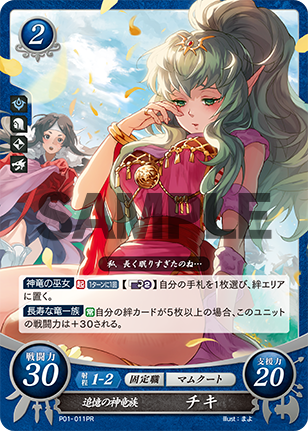 2
SAMPLE
私、長く眠りすぎたのね…
神竜の巫女 起 1ターンに1回 【2】自分の手札を1枚選び、絆エリア
に置く。
長寿な竜一族 常 自分の絆カードが5枚以上の場合、このユニット
の戦闘力は+30される。
戦闘力 30 射程 1-2 固定職 マムクート 支援力 20
追憶の神竜族 チキ
P01-011PR Illust：まよ